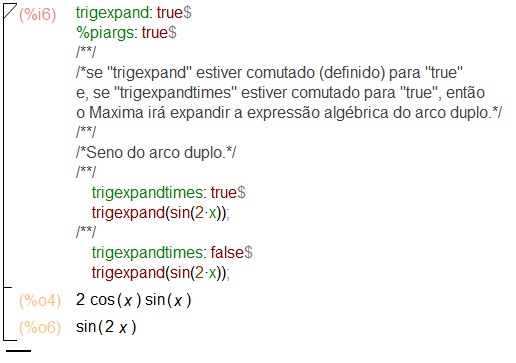 (%i6) trigexpand: true$
%piargs: true$
/**/
/*se "trigexpand" estiver comutado (definido) para "true"
e, se "trigexpandtimes" estiver comutado para "true", então
o Maxima irá expandir a expressão algébrica do arco duplo.*/
/**/
/*Seno do arco duplo.*/
/**/
trigexpandtimes: true$
trigexpand(sin(2·x));
/**/
trigexpandtimes: false$
trigexpand(sin(2·x));
(%o4) 2 cos(x) sin(x)
(%o6) sin(2 x)